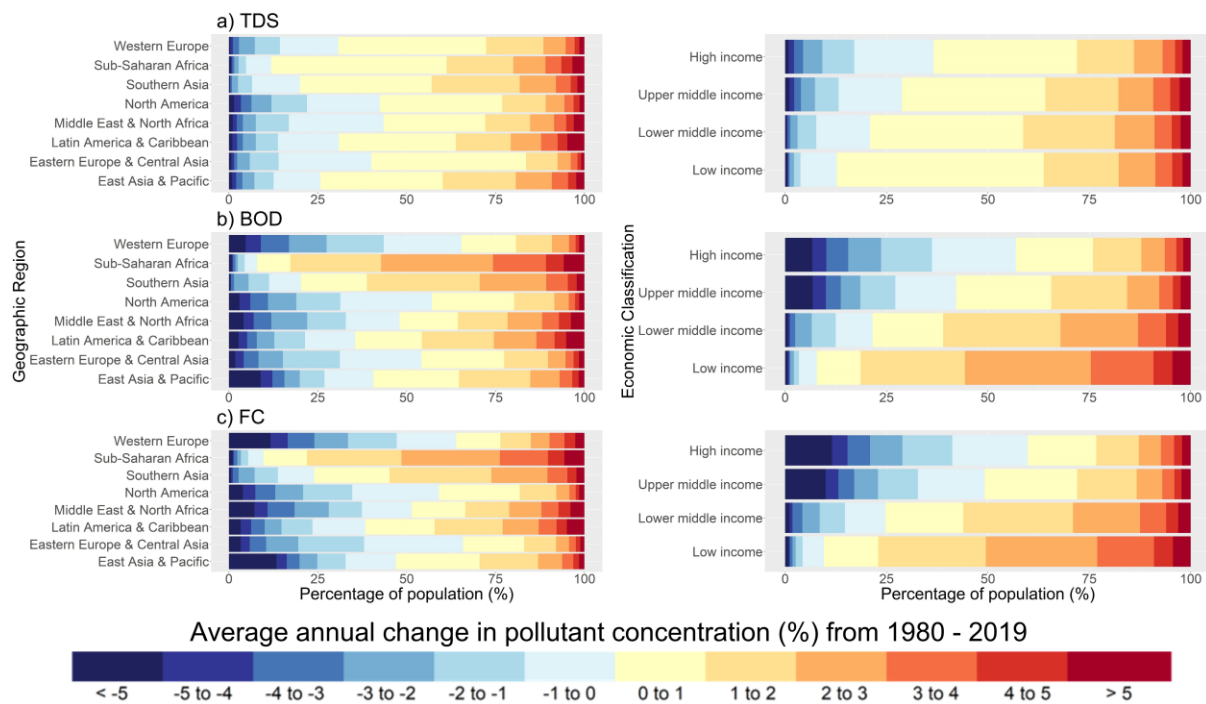 a) TDS
Western Europe
Sub-Saharan Africa
Southern Asia
North America
Middle East & North Africa
Latin America & Caribbean
Eastern Europe & Central Asia
East Asia & Pacific
0 25 50 75 100
High income
Upper middle income
Lower middle income
Low income
0 25 50 75 100
b) BOD
Geographic Region
Western Europe
Sub-Saharan Africa
Southern Asia
North America
Middle East & North Africa
Latin America & Caribbean
Eastern Europe & Central Asia
East Asia & Pacific
0 25 50 75 100
Economic Classification
High income
Upper middle income
Lower middle income
Low income
0 25 50 75 100
c) FC
Western Europe
Sub-Saharan Africa
Southern Asia
North America
Middle East & North Africa
Latin America & Caribbean
Eastern Europe & Central Asia
East Asia & Pacific
0 25 50 75 100
Percentage of population (%)
High income
Upper middle income
Lower middle income
Low income
0 25 50 75 100
Percentage of population (%)
Average annual change in pollutant concentration (%) from 1980 - 2019
< -5 -5 to -4 -4 to -3 -3 to -2 -2 to -1 -1 to 0 0 to 1 1 to 2 2 to 3 3 to 4 4 to 5 > 5